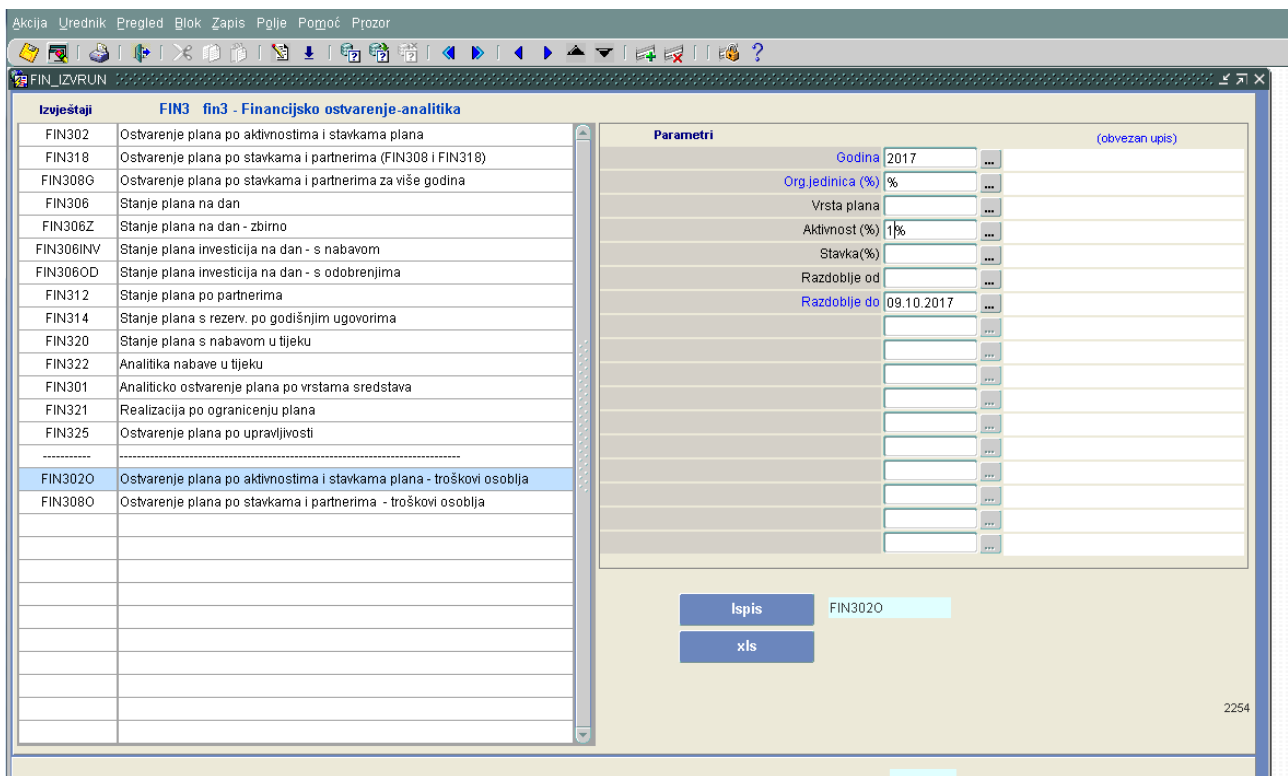 Akcija Urednik Pregled Blok Zapis Polje Pomoć Prozor
FIN_IZVRUN
Izvještaji FIN3 fin3 - Financijsko ostvarenje-analitika
FIN302 Ostvarenje plana po aktivnostima i stavkama plana
FIN318 Ostvarenje plana po stavkama i partnerima (FIN308 i FIN318)
FIN308G Ostvarenje plana po stavkama i partnerima za više godina
FIN306 Stanje plana na dan
FIN306Z Stanje plana na dan - zbirno
FIN306INV Stanje plana investicija na dan - s nabavom
FIN306OD Stanje plana investicija na dan - s odobrenjima
FIN312 Stanje plana po partnerima
FIN314 Stanje plana s rezerv. po godišnjim ugovorima
FIN320 Stanje plana s nabavom u tijeku
FIN322 Analitika nabave u tijeku
FIN301 Analiticko ostvarenje plana po vrstama sredstava
FIN321 Realizacija po ogranicenju plana
FIN325 Ostvarenje plana po upravljivosti
----------- -----------------------------------------------------------------
FIN302O Ostvarenje plana po aktivnostima i stavkama plana - troškovi osoblja
FIN308O Ostvarenje plana po stavkama i partnerima - troškovi osoblja
Parametri (obvezan upis)
Godina 2017 ...
Org.jedinica (%) % ...
Vrsta plana ...
Aktivnost (%) 1% ...
Stavka(%) ...
Razdoblje od ...
Razdoblje do 09.10.2017 ...
...
...
...
...
...
...
...
...
...
...
Ispis FIN302O
xls
2254